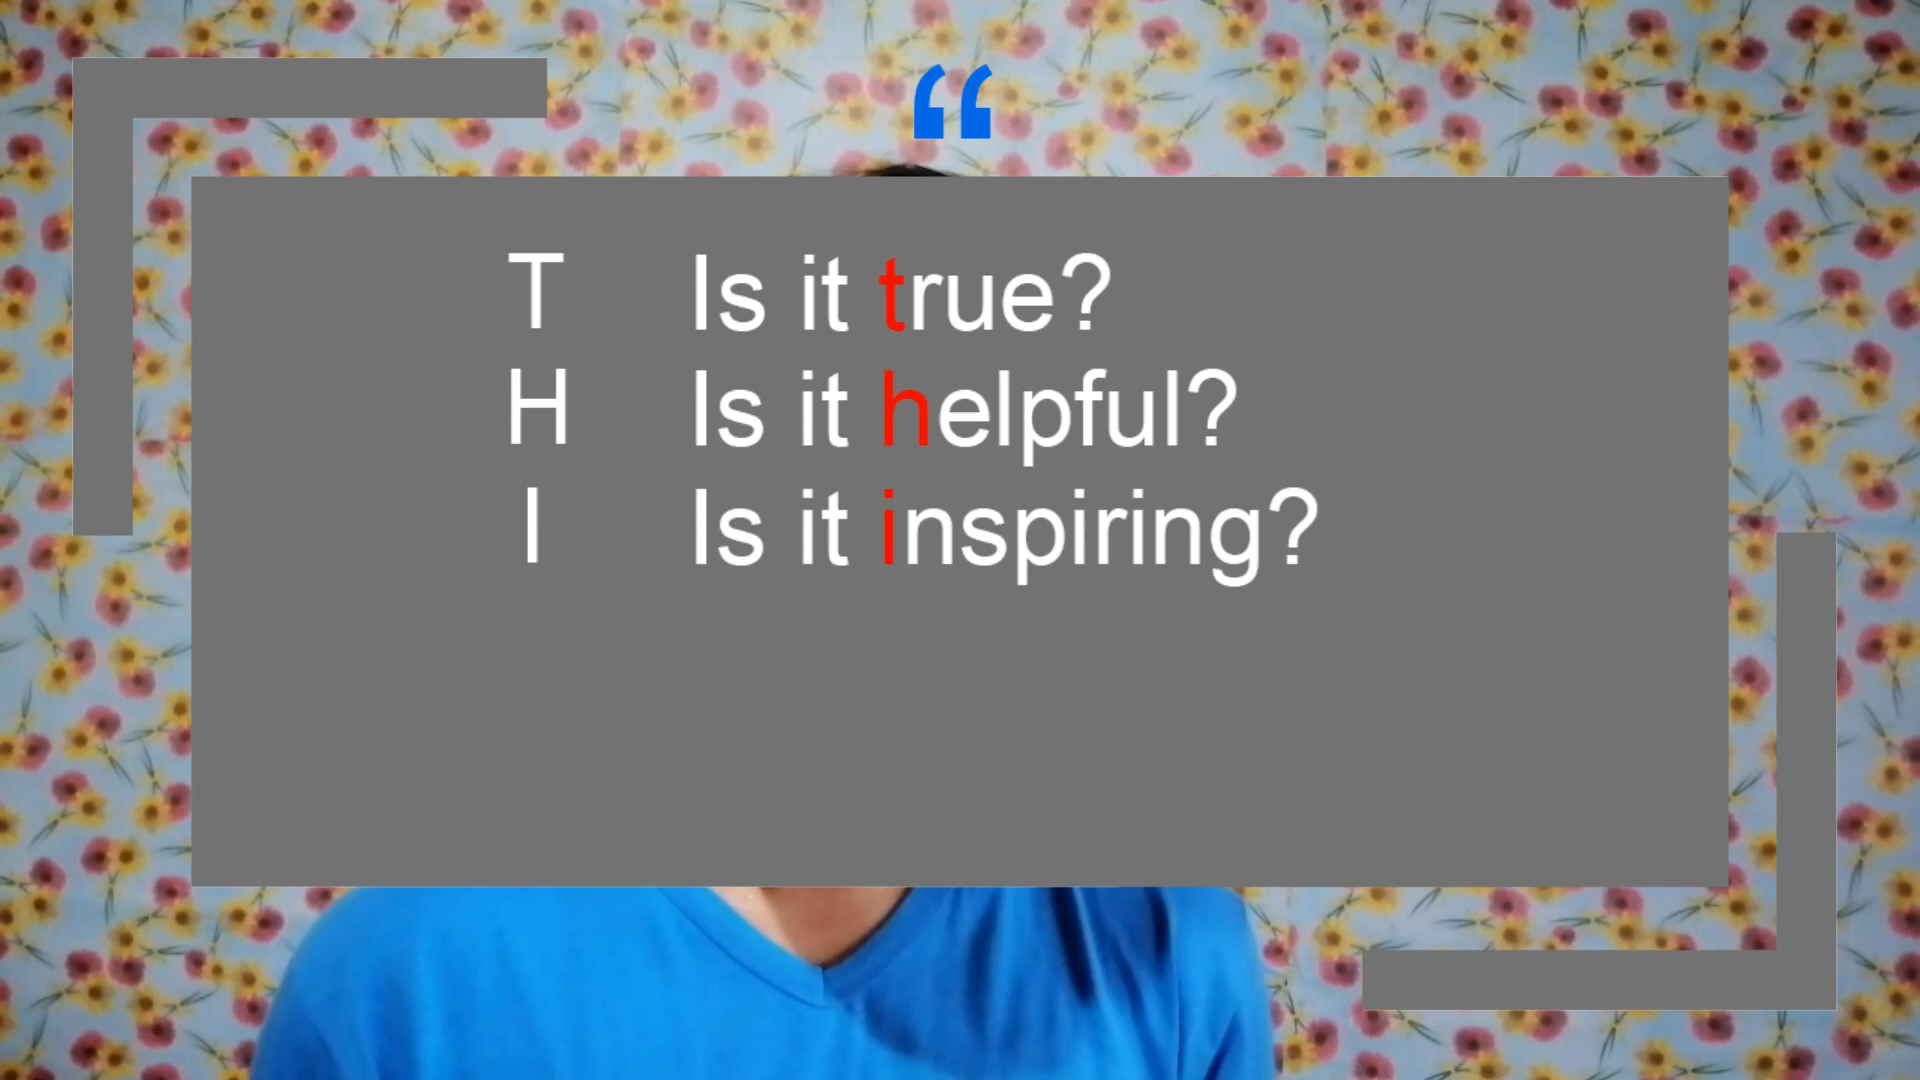 “
T Is it true?
H Is it helpful?
I Is it inspiring?